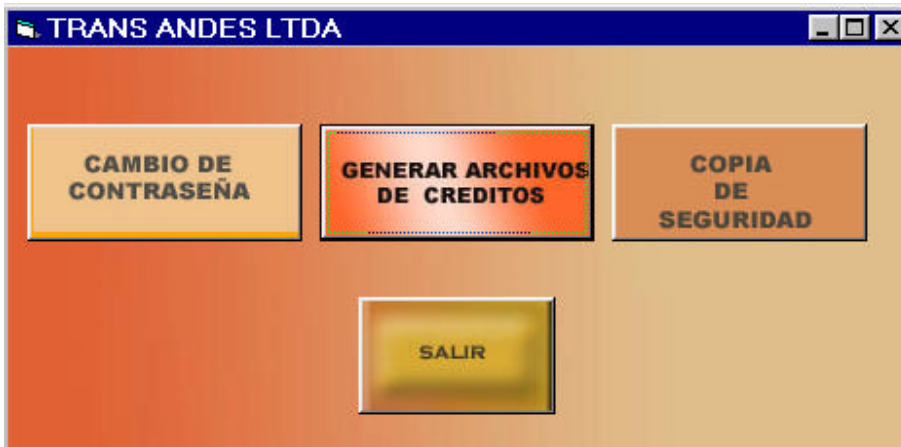 TRANS ANDES LTDA
CAMBIO DE
CONTRASEÑA
GENERAR ARCHIVOS
DE CREDITOS
COPIA
DE
SEGURIDAD
SALIR